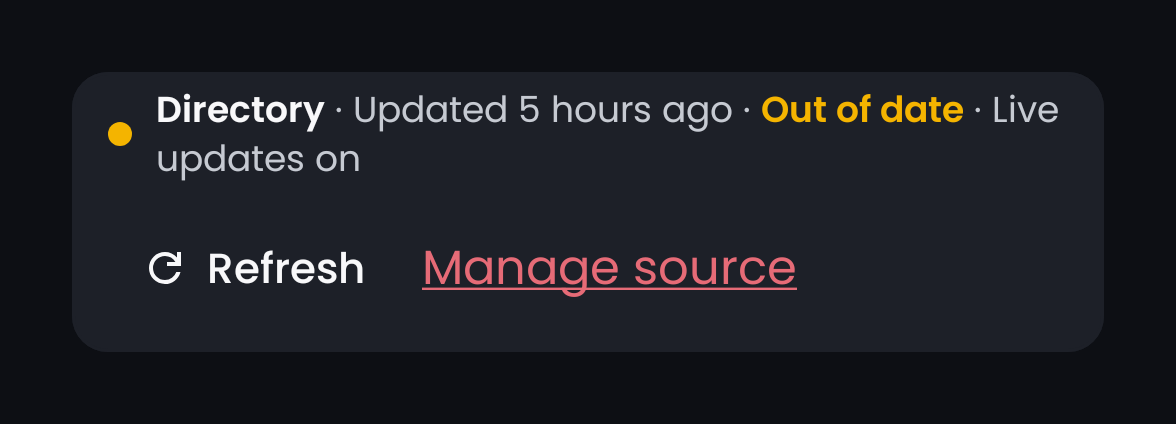 Directory · Updated 5 hours ago · Out of date · Live
updates on
Refresh Manage source